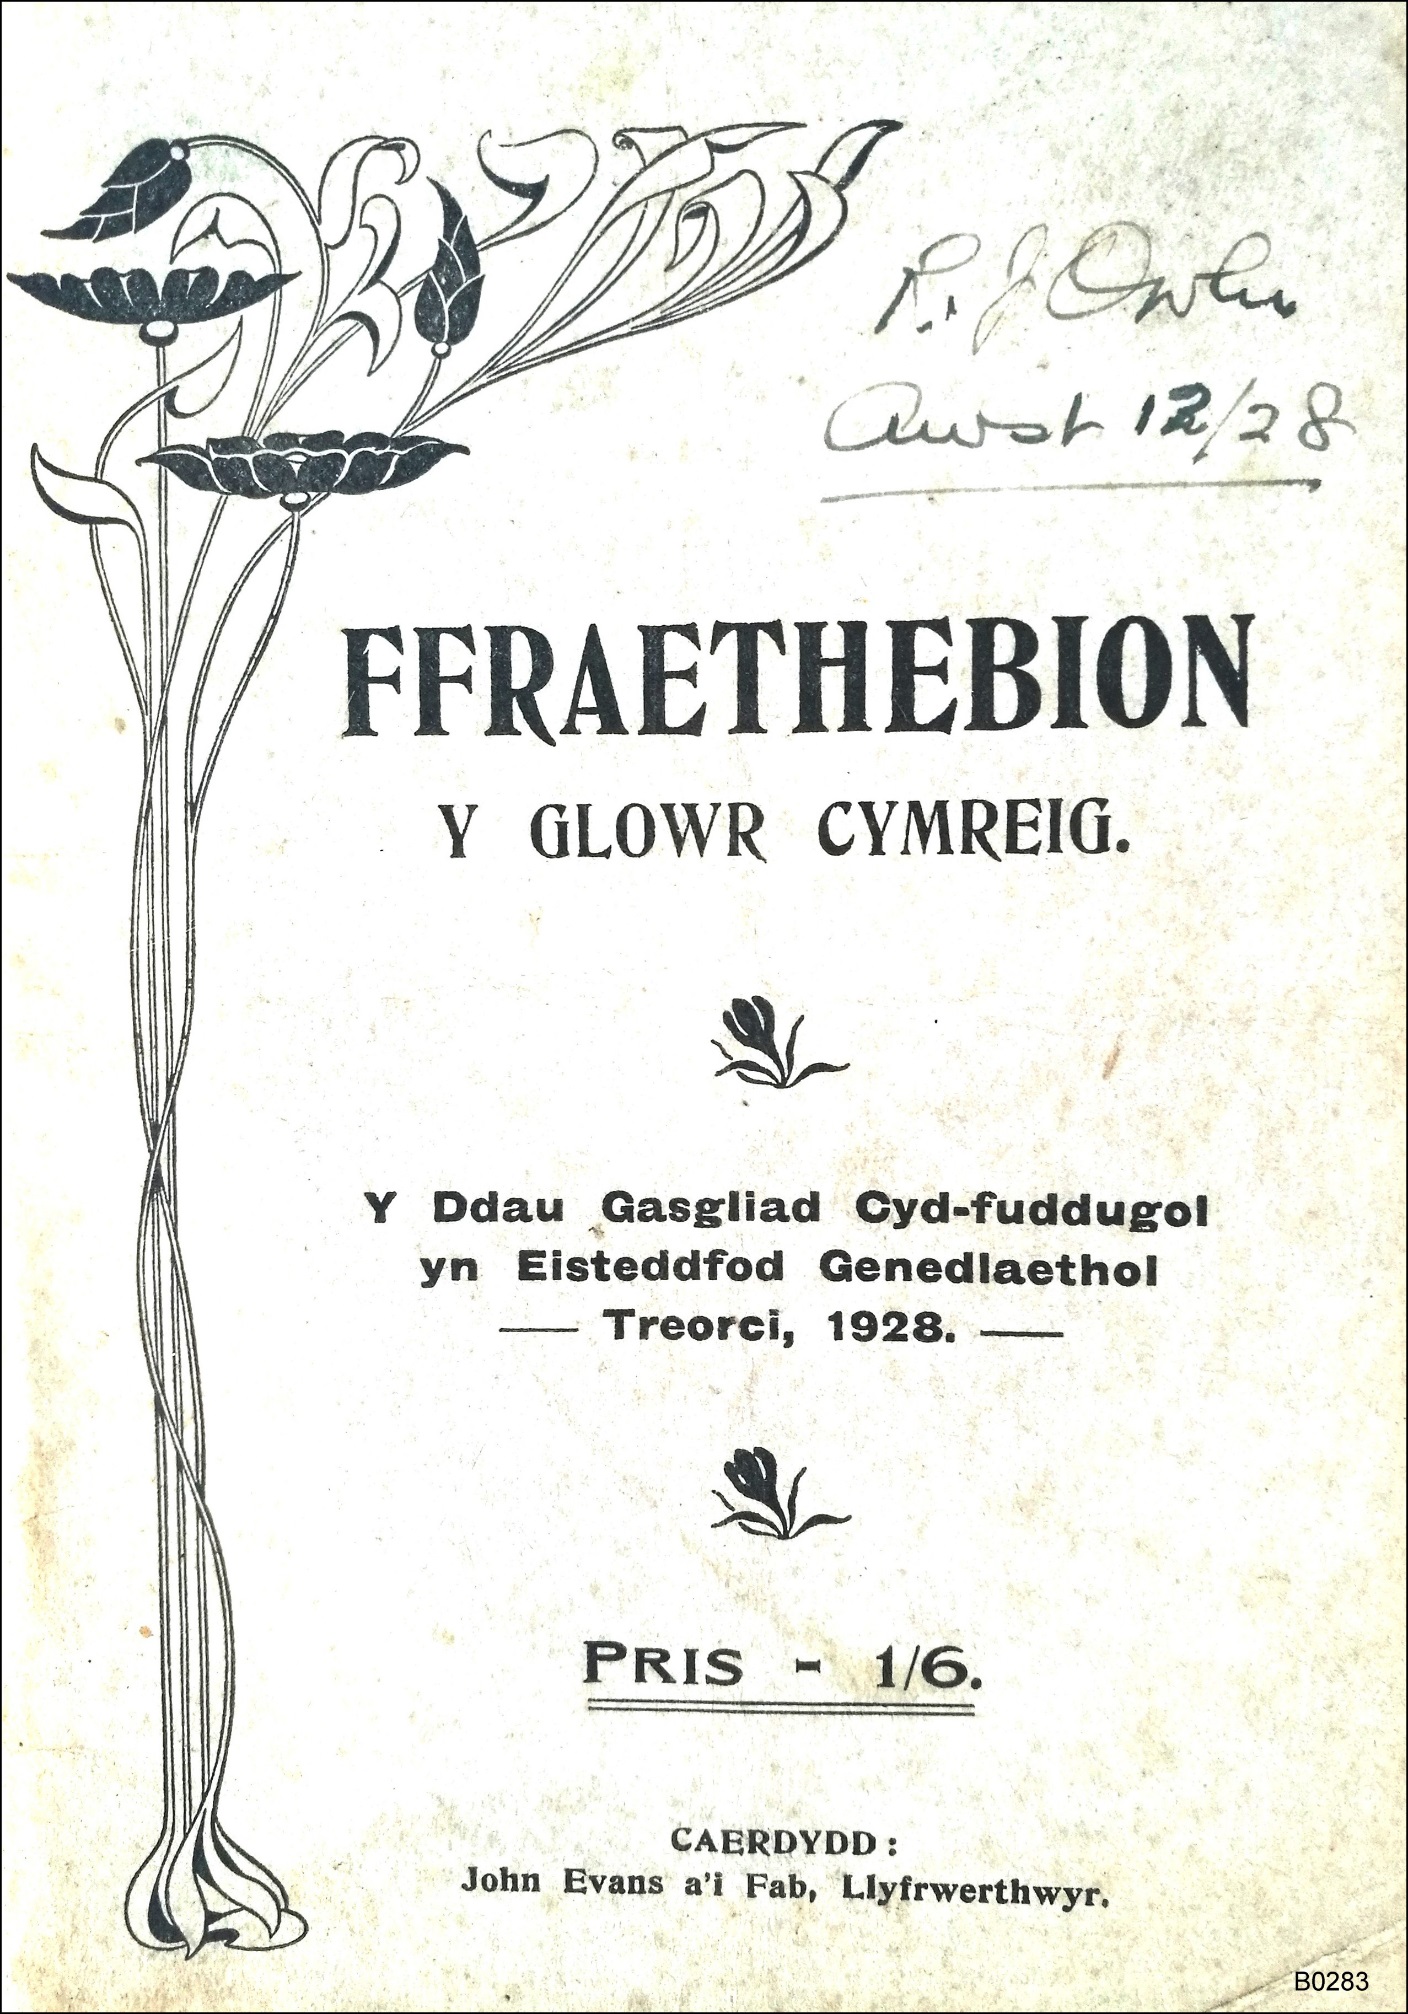 R. J Owen
Awst 12/28
FFRAETHEBION
Y GLOWR CYMREIG.
Y Ddau Gasgliad Cyd-fuddugol
yn Eisteddfod Genedlaethol
— Treorci, 1928. —
PRIS - 1/6.
CAERDYDD:
John Evans a'i Fab, Llyfrwerthwyr.
B0283